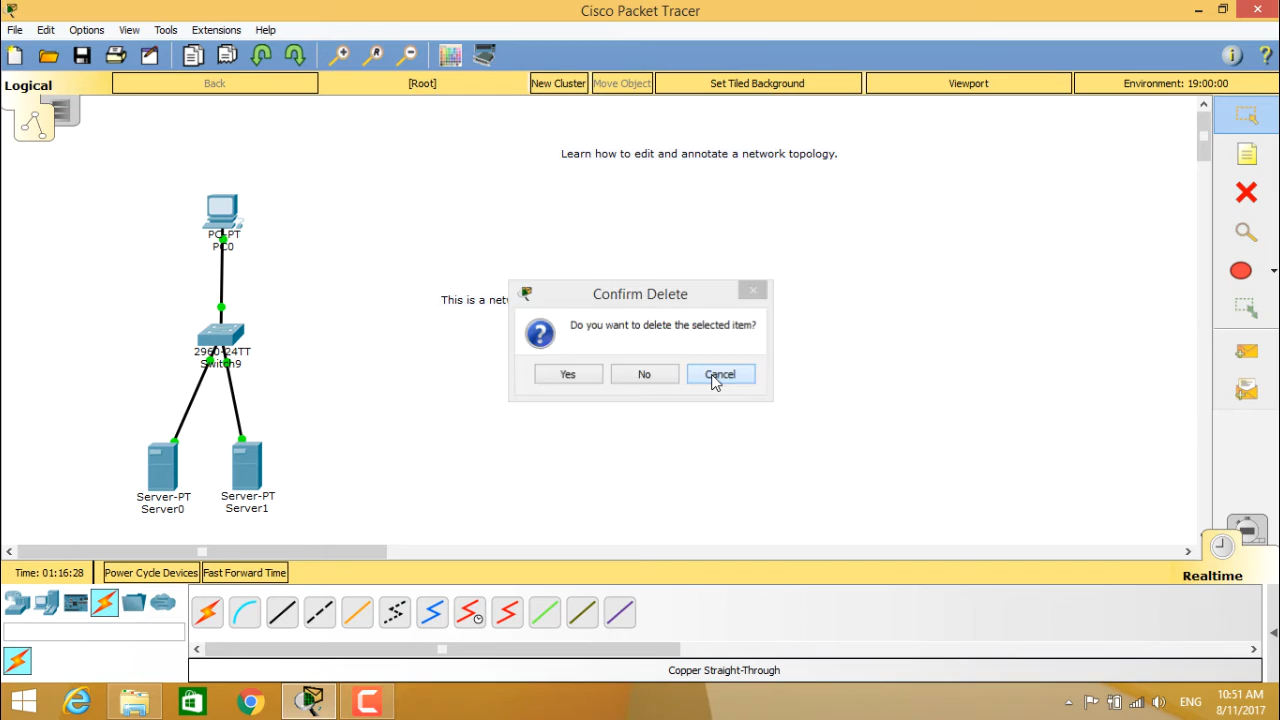 Cisco Packet Tracer
File Edit Options View Tools Extensions Help
Logical Back [Root] New Cluster Move Object Set Tiled Background Viewport Environment: 19:00:00
Learn how to edit and annotate a network topology.
PC-PT
PC0
This is a net
Confirm Delete
Do you want to delete the selected item?
Yes No Cancel
2960-24TT
Switch9
Server-PT
Server0
Server-PT
Server1
Time: 01:16:28 Power Cycle Devices Fast Forward Time
Realtime
Copper Straight-Through
ENG
10:51 AM
8/11/2017